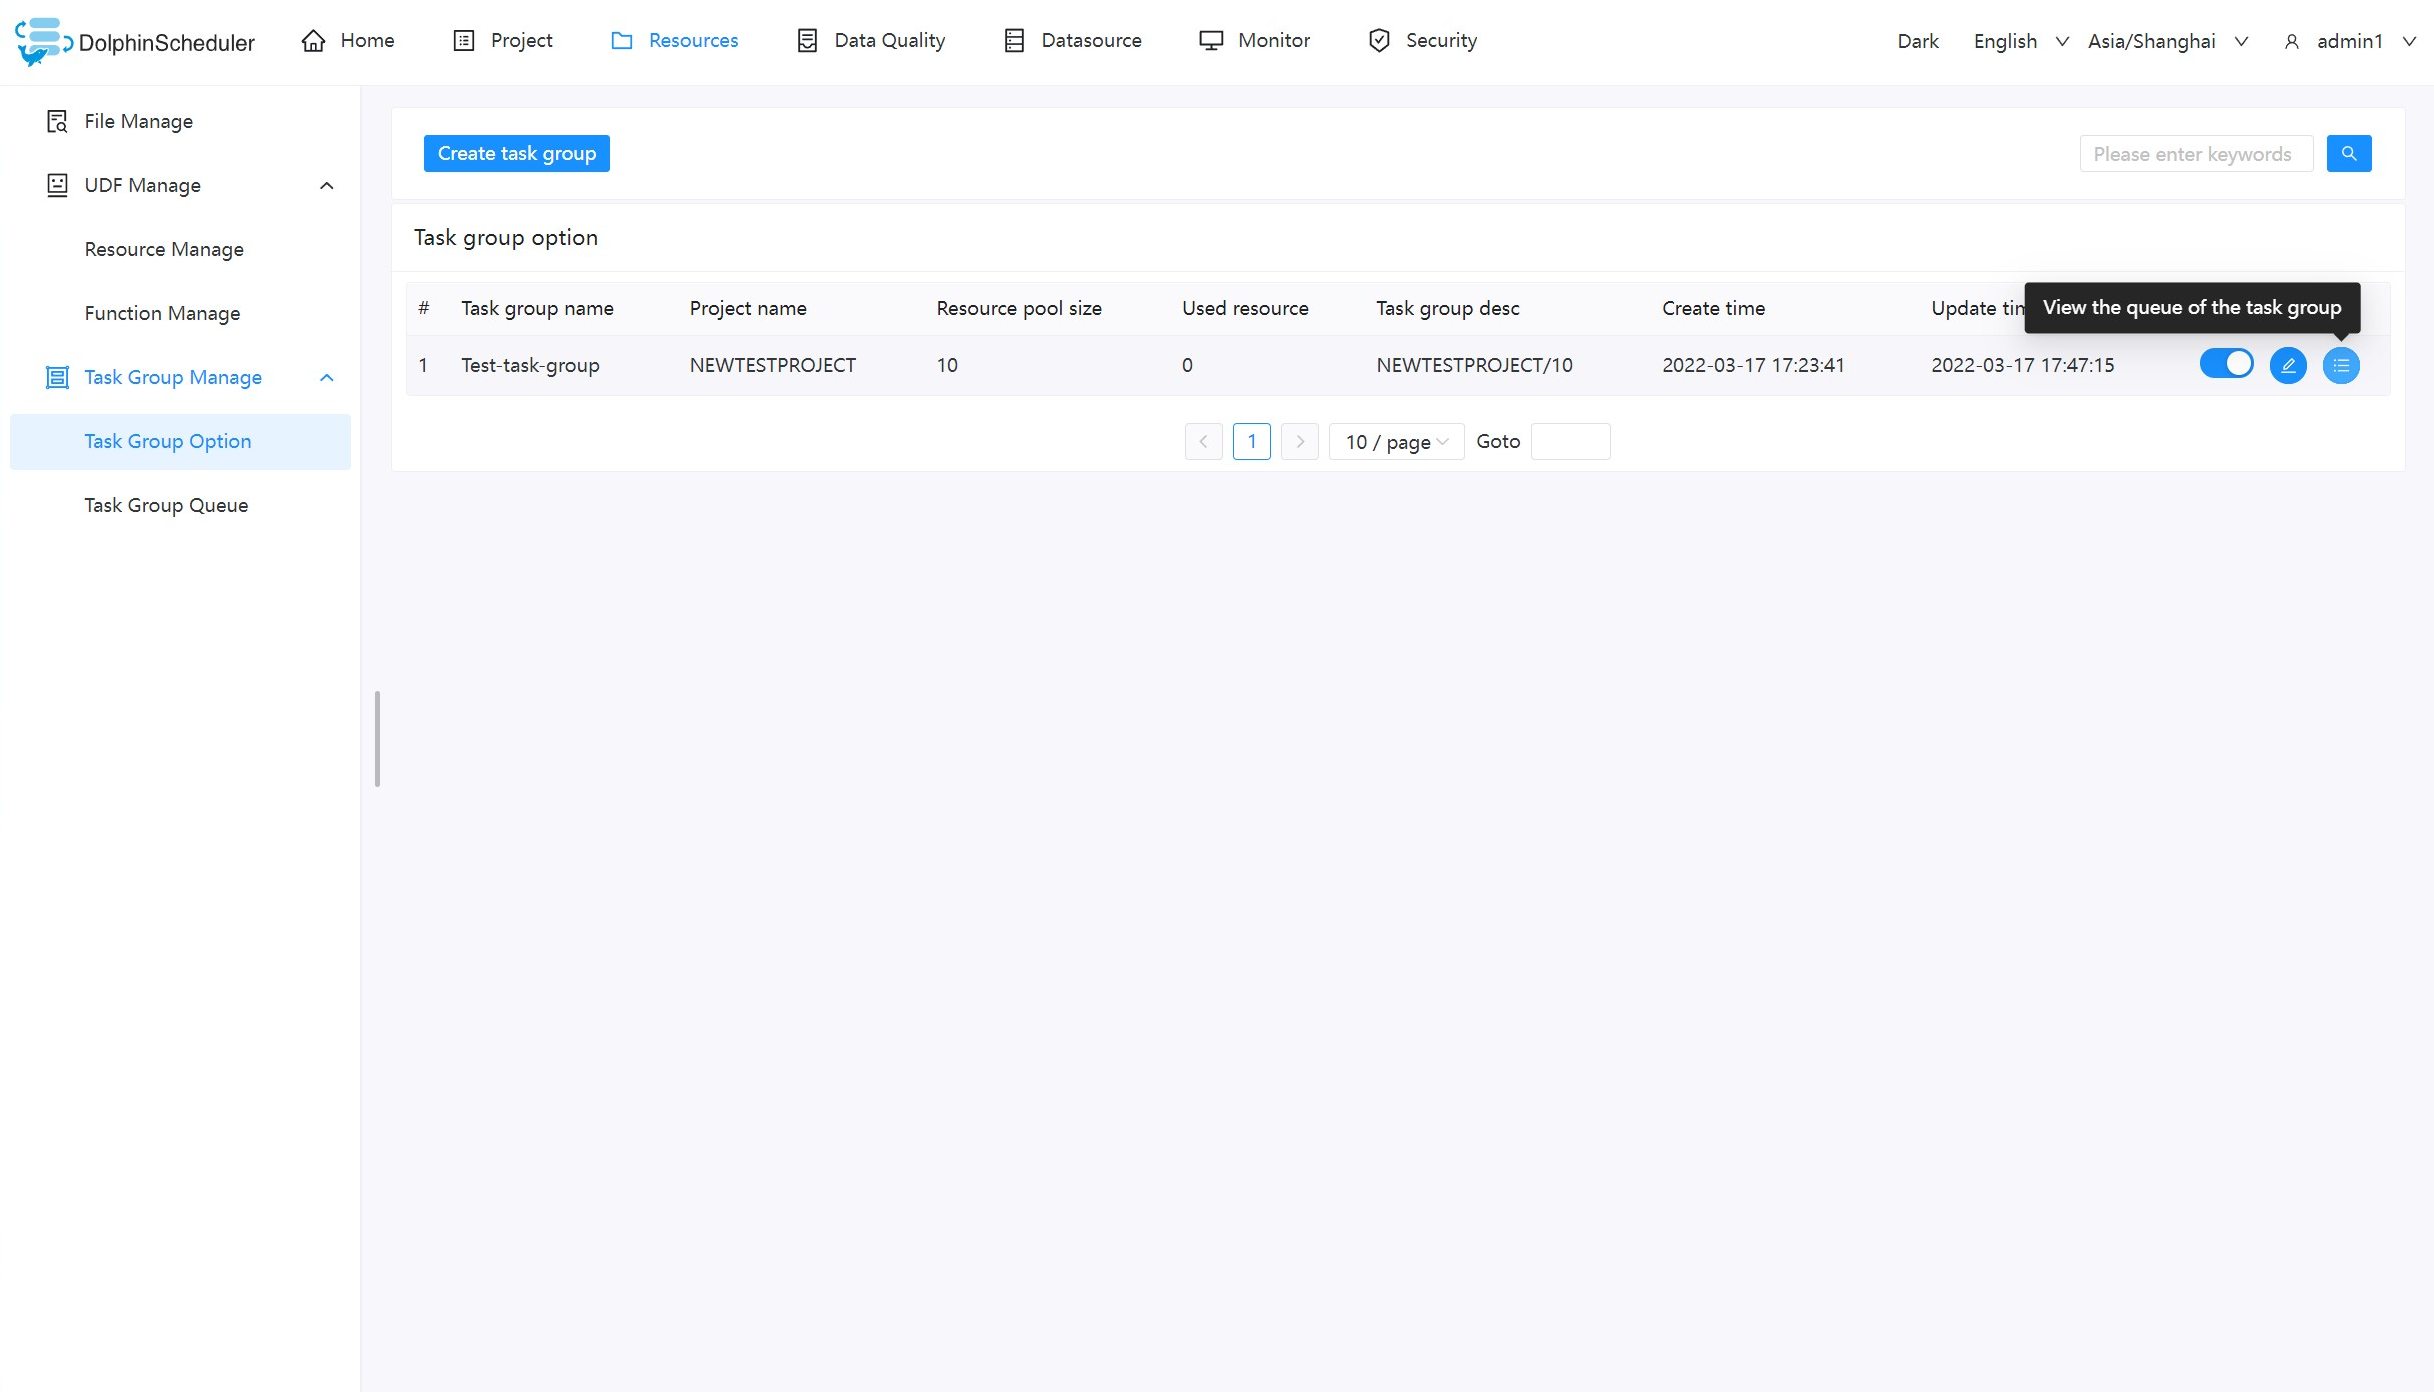 DolphinScheduler Home Project Resources Data Quality Datasource Monitor Security Dark English Asia/Shanghai admin1
File Manage
UDF Manage
Resource Manage
Function Manage
Task Group Manage
Task Group Option
Task Group Queue
Create task group Please enter keywords
Task group option
# Task group name Project name Resource pool size Used resource Task group desc Create time Update tim View the queue of the task group
1 Test-task-group NEWTESTPROJECT 10 0 NEWTESTPROJECT/10 2022-03-17 17:23:41 2022-03-17 17:47:15
1 10 / page Goto